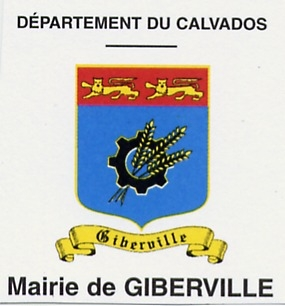 DÉPARTEMENT DU CALVADOS
Giberville
Mairie de GIBERVILLE